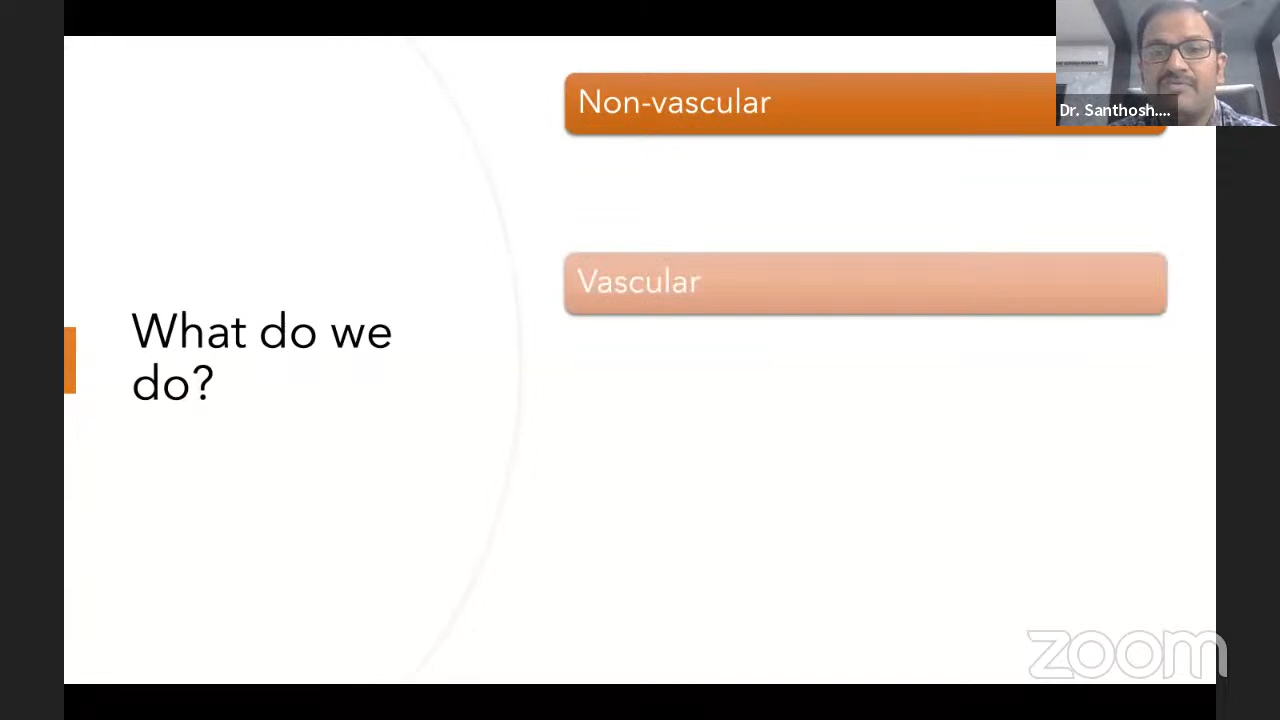 Non-vascular
Dr. Santhosh....
Vascular
What do we
do?
zoom